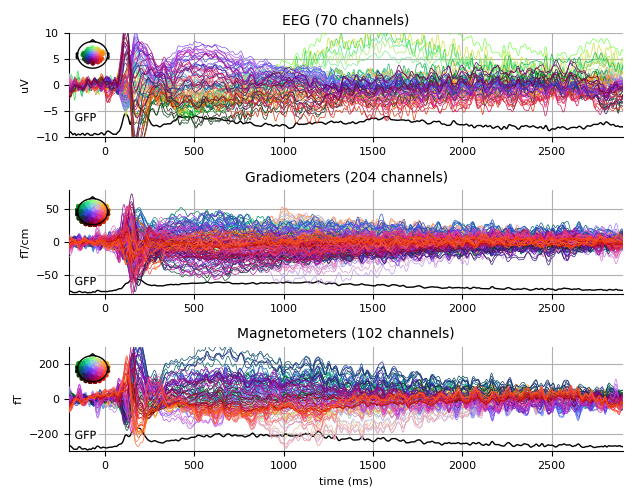 EEG (70 channels)
10
5
0
−5
−10
uV
GFP
0 500 1000 1500 2000 2500
Gradiometers (204 channels)
50
0
−50
fT/cm
GFP
0 500 1000 1500 2000 2500
Magnetometers (102 channels)
200
0
−200
fT
GFP
0 500 1000 1500 2000 2500
time (ms)